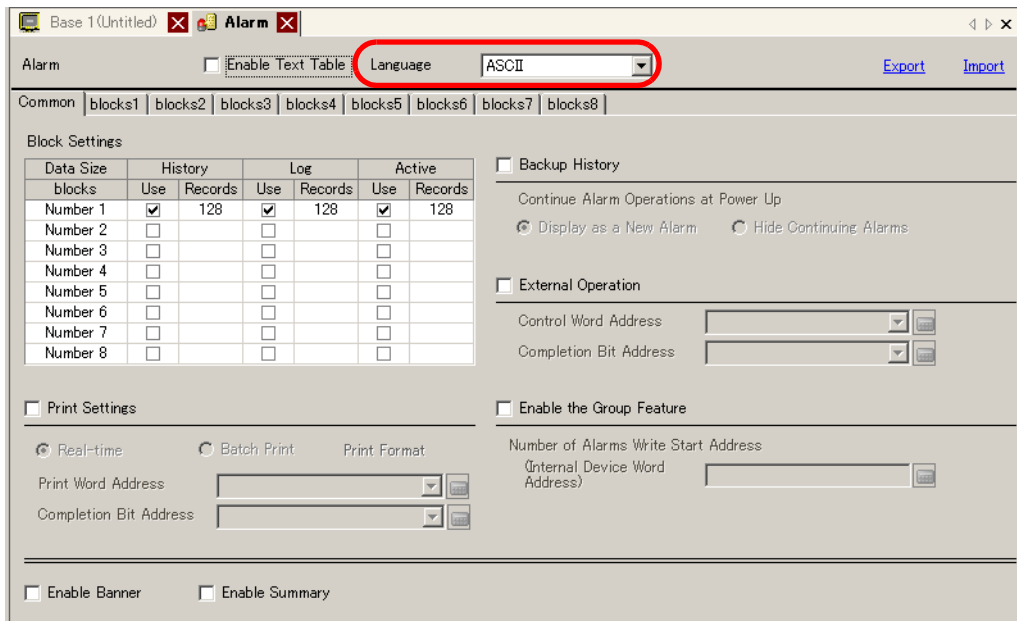 Base 1(Untitled) Alarm
Alarm Enable Text Table Language ASCII Export Import
Common blocks1 blocks2 blocks3 blocks4 blocks5 blocks6 blocks7 blocks8
Block Settings
Data Size History Log Active
blocks Use Records Use Records Use Records
Number 1 128 128 128
Number 2
Number 3
Number 4
Number 5
Number 6
Number 7
Number 8
Backup History
Continue Alarm Operations at Power Up
Display as a New Alarm Hide Continuing Alarms
External Operation
Control Word Address
Completion Bit Address
Print Settings
Real-time Batch Print Print Format
Print Word Address
Completion Bit Address
Enable the Group Feature
Number of Alarms Write Start Address
(Internal Device Word
Address)
Enable Banner Enable Summary